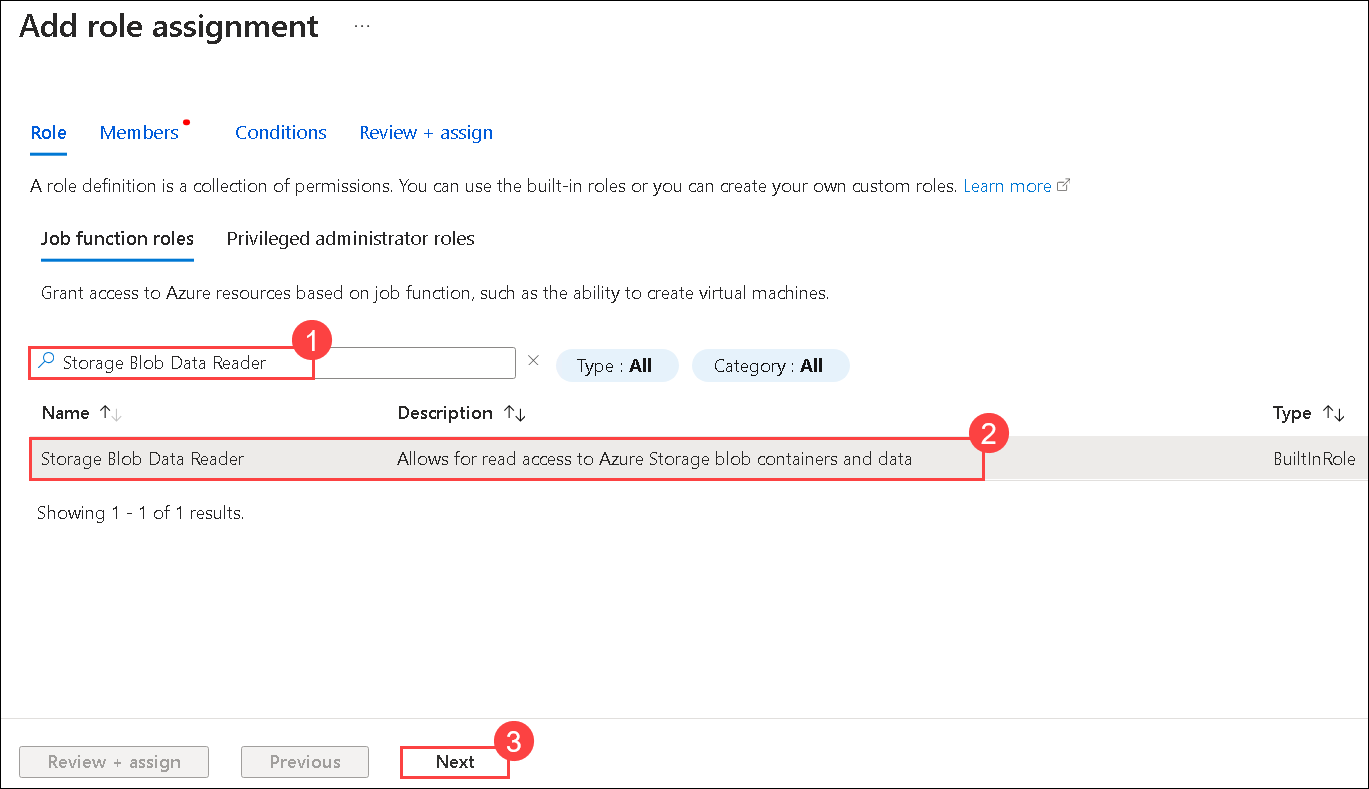 Add role assignment ...
Role Members Conditions Review + assign
A role definition is a collection of permissions. You can use the built-in roles or you can create your own custom roles. Learn more
Job function roles Privileged administrator roles
Grant access to Azure resources based on job function, such as the ability to create virtual machines.
1
Storage Blob Data Reader × Type : All Category : All
Name ↑↓ Description ↑↓ Type ↑↓
2
Storage Blob Data Reader Allows for read access to Azure Storage blob containers and data BuiltInRole
Showing 1 - 1 of 1 results.
3
Review + assign Previous Next